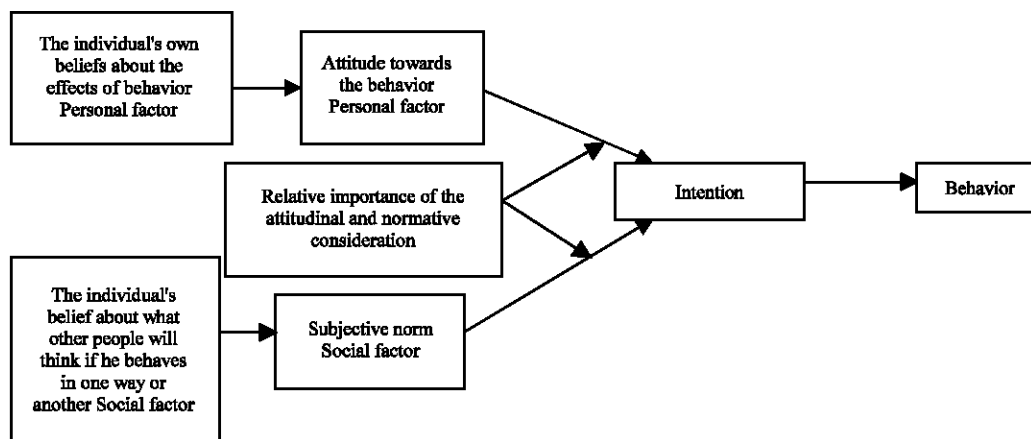 The individual's own
beliefs about the
effects of behavior
Personal factor
Attitude towards
the behavior
Personal factor
Relative importance of the
attitudinal and normative
consideration
Intention
Behavior
The individual's
belief about what
other people will
think if he behaves
in one way or
another Social factor
Subjective norm
Social factor